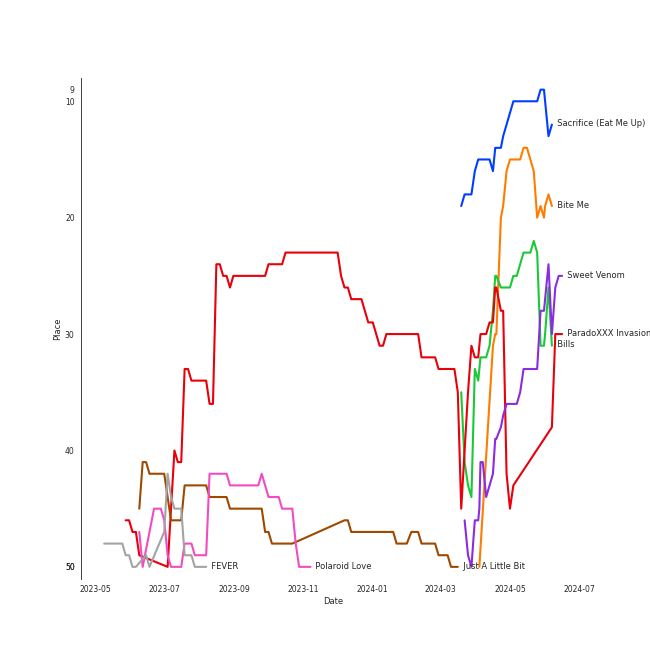 9
10
Sacrifice (Eat Me Up)
Bite Me
20
Sweet Venom
Place
30
ParadoXXX Invasion
Bills
40
50
FEVER
Polaroid Love
Just A Little Bit
2023-05
2023-07
2023-09
2023-11
2024-01
2024-03
2024-05
2024-07
Date